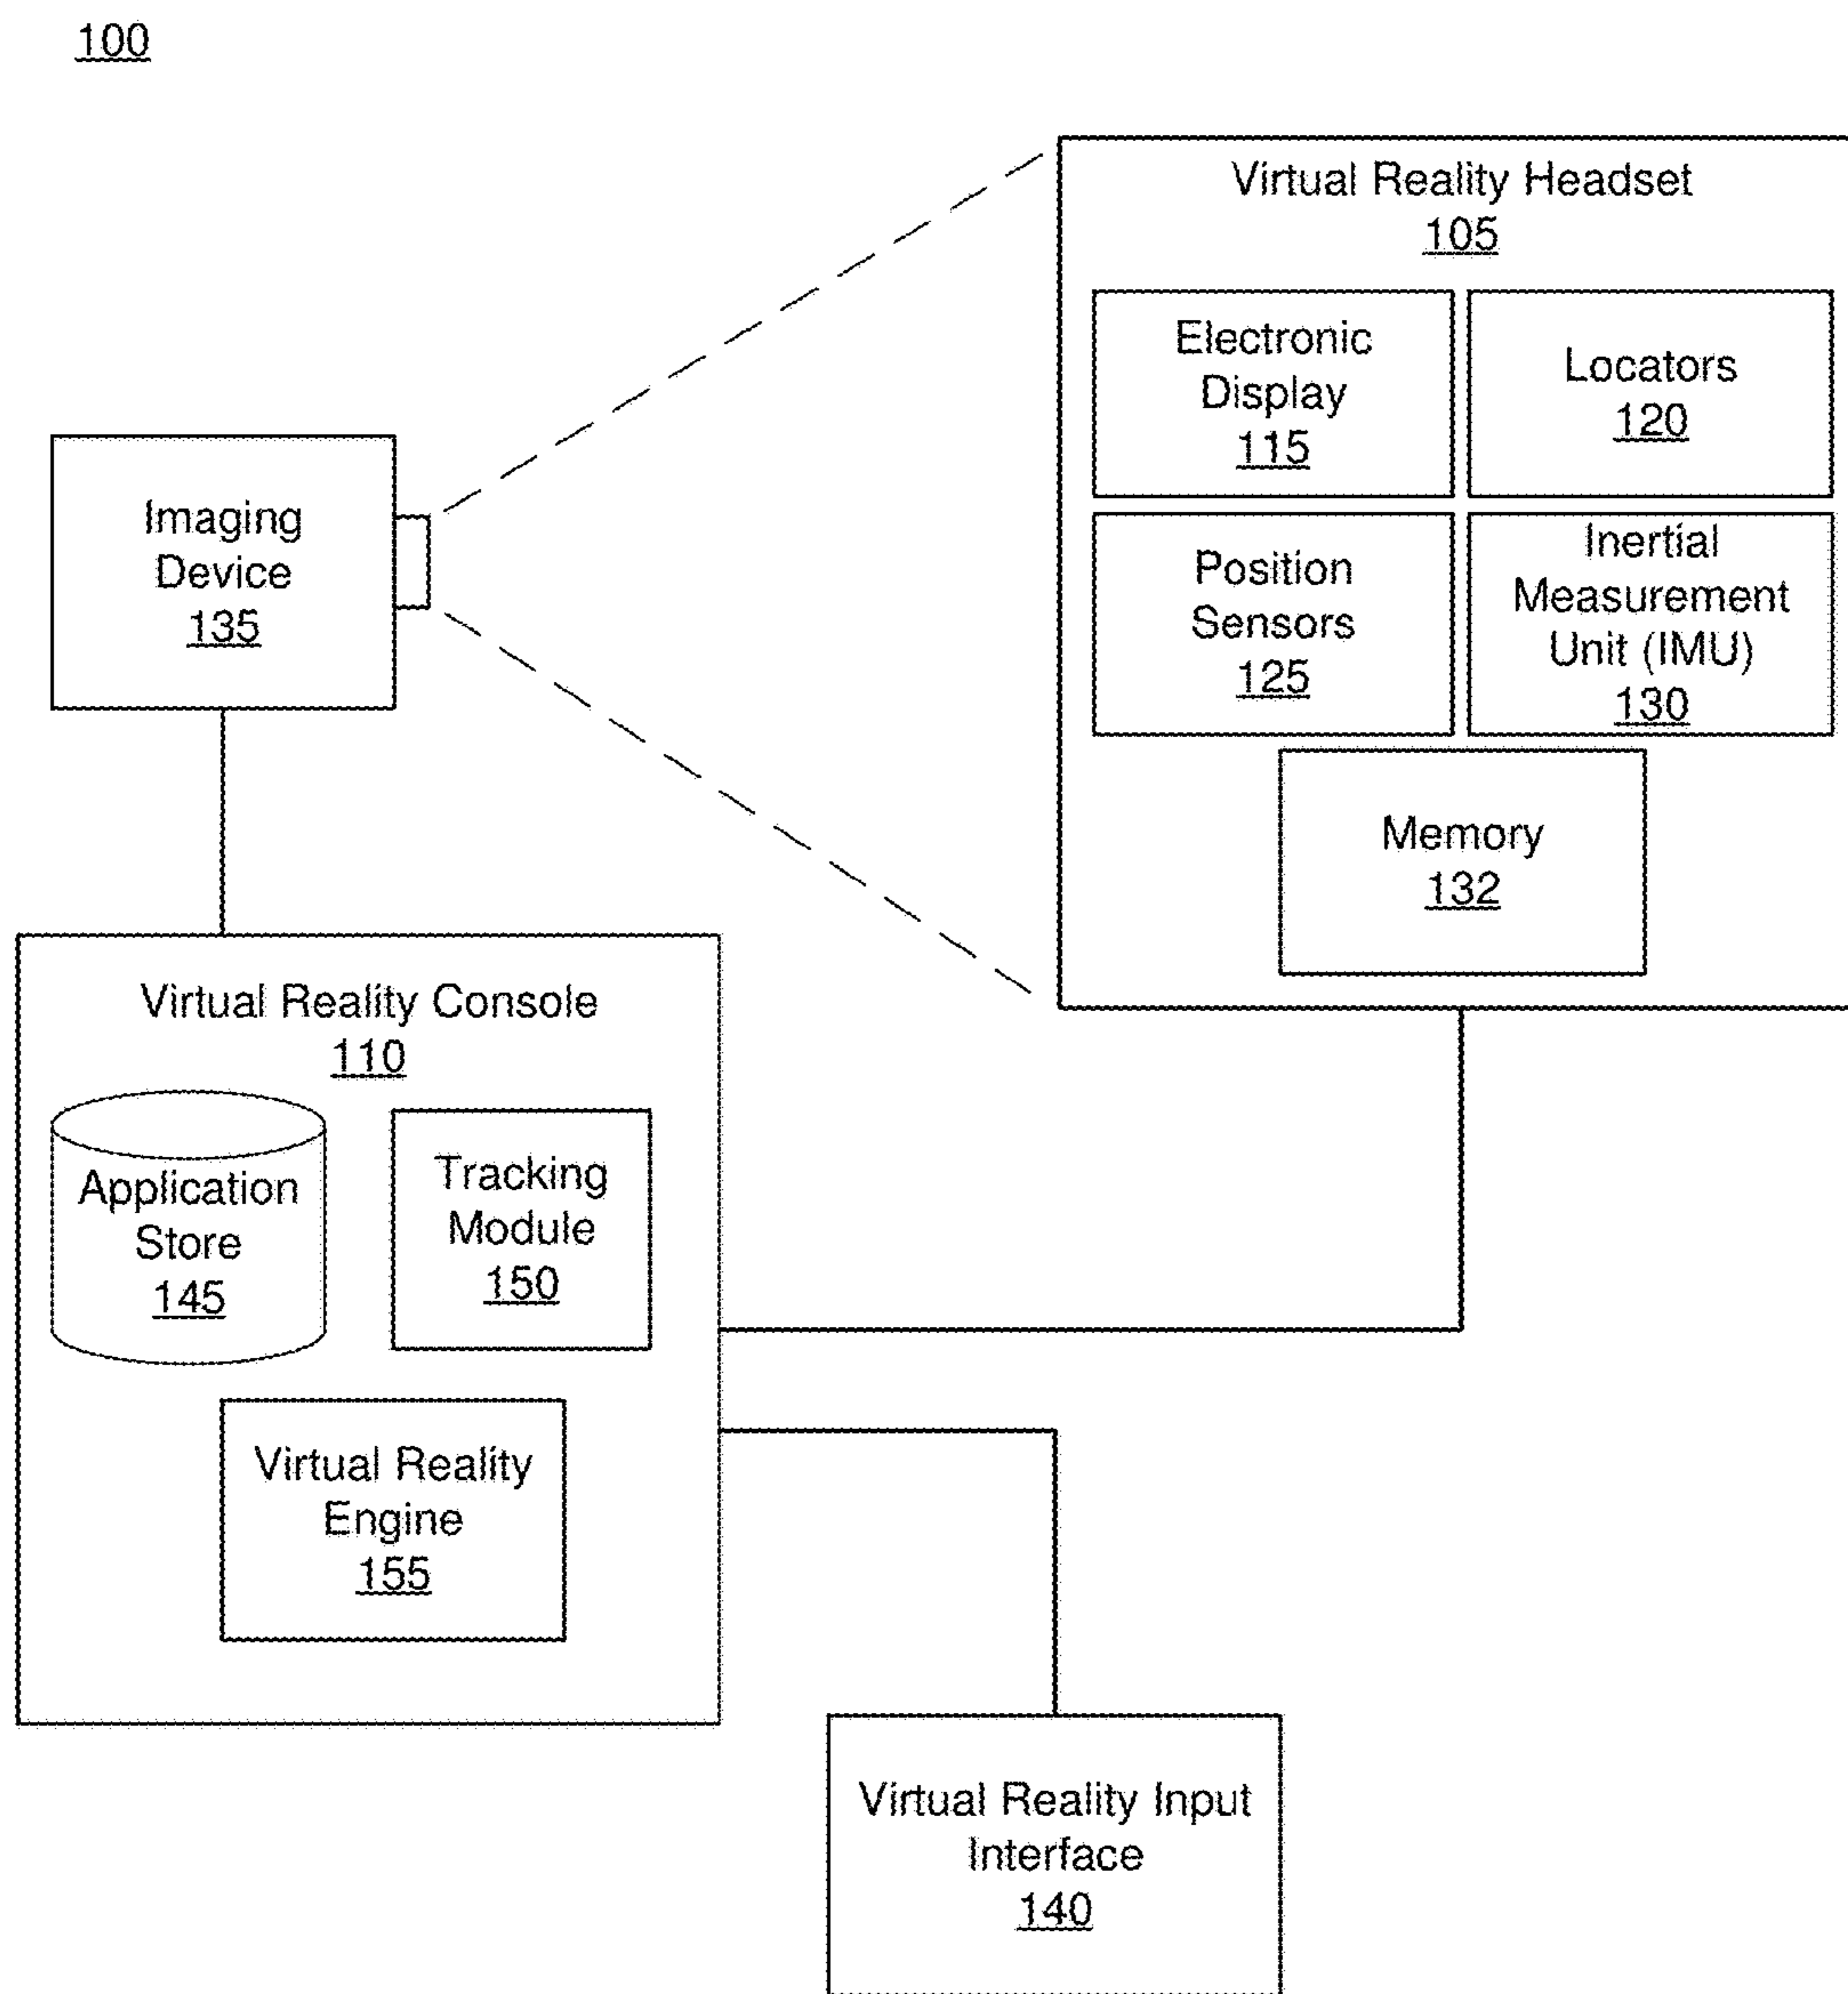 100
Virtual Reality Headset
105
Electronic
Display
115
Locators
120
Position
Sensors
125
Inertial
Measurement
Unit (IMU)
130
Memory
132
Imaging
Device
135
Virtual Reality Console
110
Application
Store
145
Tracking
Module
150
Virtual Reality
Engine
155
Virtual Reality Input
Interface
140